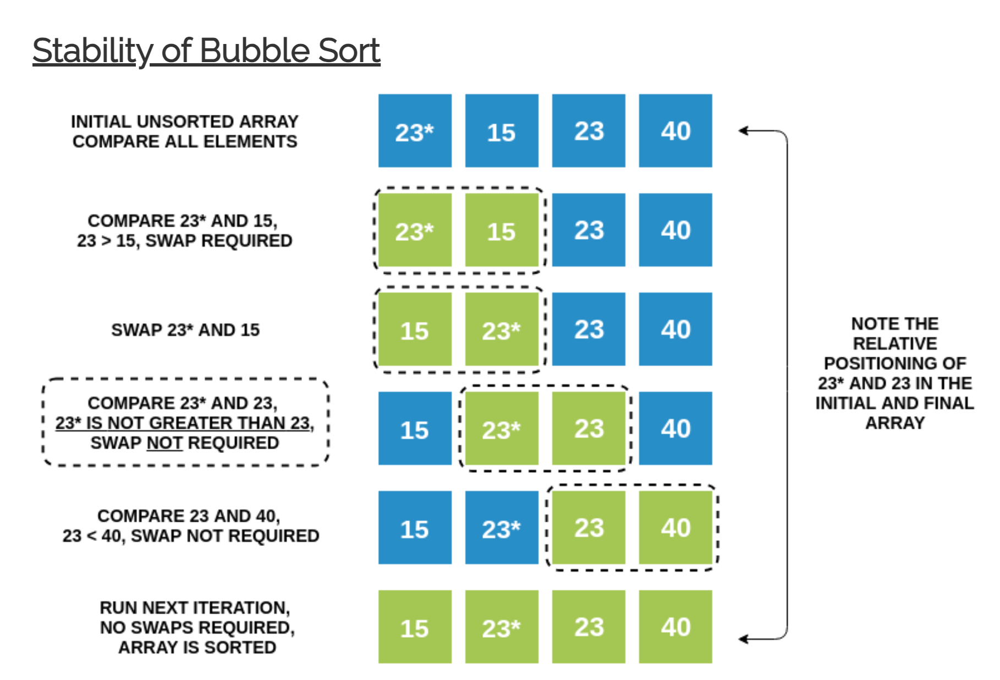 Stability of Bubble Sort
INITIAL UNSORTED ARRAY
COMPARE ALL ELEMENTS
23* 15 23 40
COMPARE 23* AND 15,
23 > 15, SWAP REQUIRED
23* 15 23 40
SWAP 23* AND 15
15 23* 23 40
COMPARE 23* AND 23,
23* IS NOT GREATER THAN 23,
SWAP NOT REQUIRED
15 23* 23 40
COMPARE 23 AND 40,
23 < 40, SWAP NOT REQUIRED
15 23* 23 40
RUN NEXT ITERATION,
NO SWAPS REQUIRED,
ARRAY IS SORTED
15 23* 23 40
NOTE THE
RELATIVE
POSITIONING OF
23* AND 23 IN THE
INITIAL AND FINAL
ARRAY